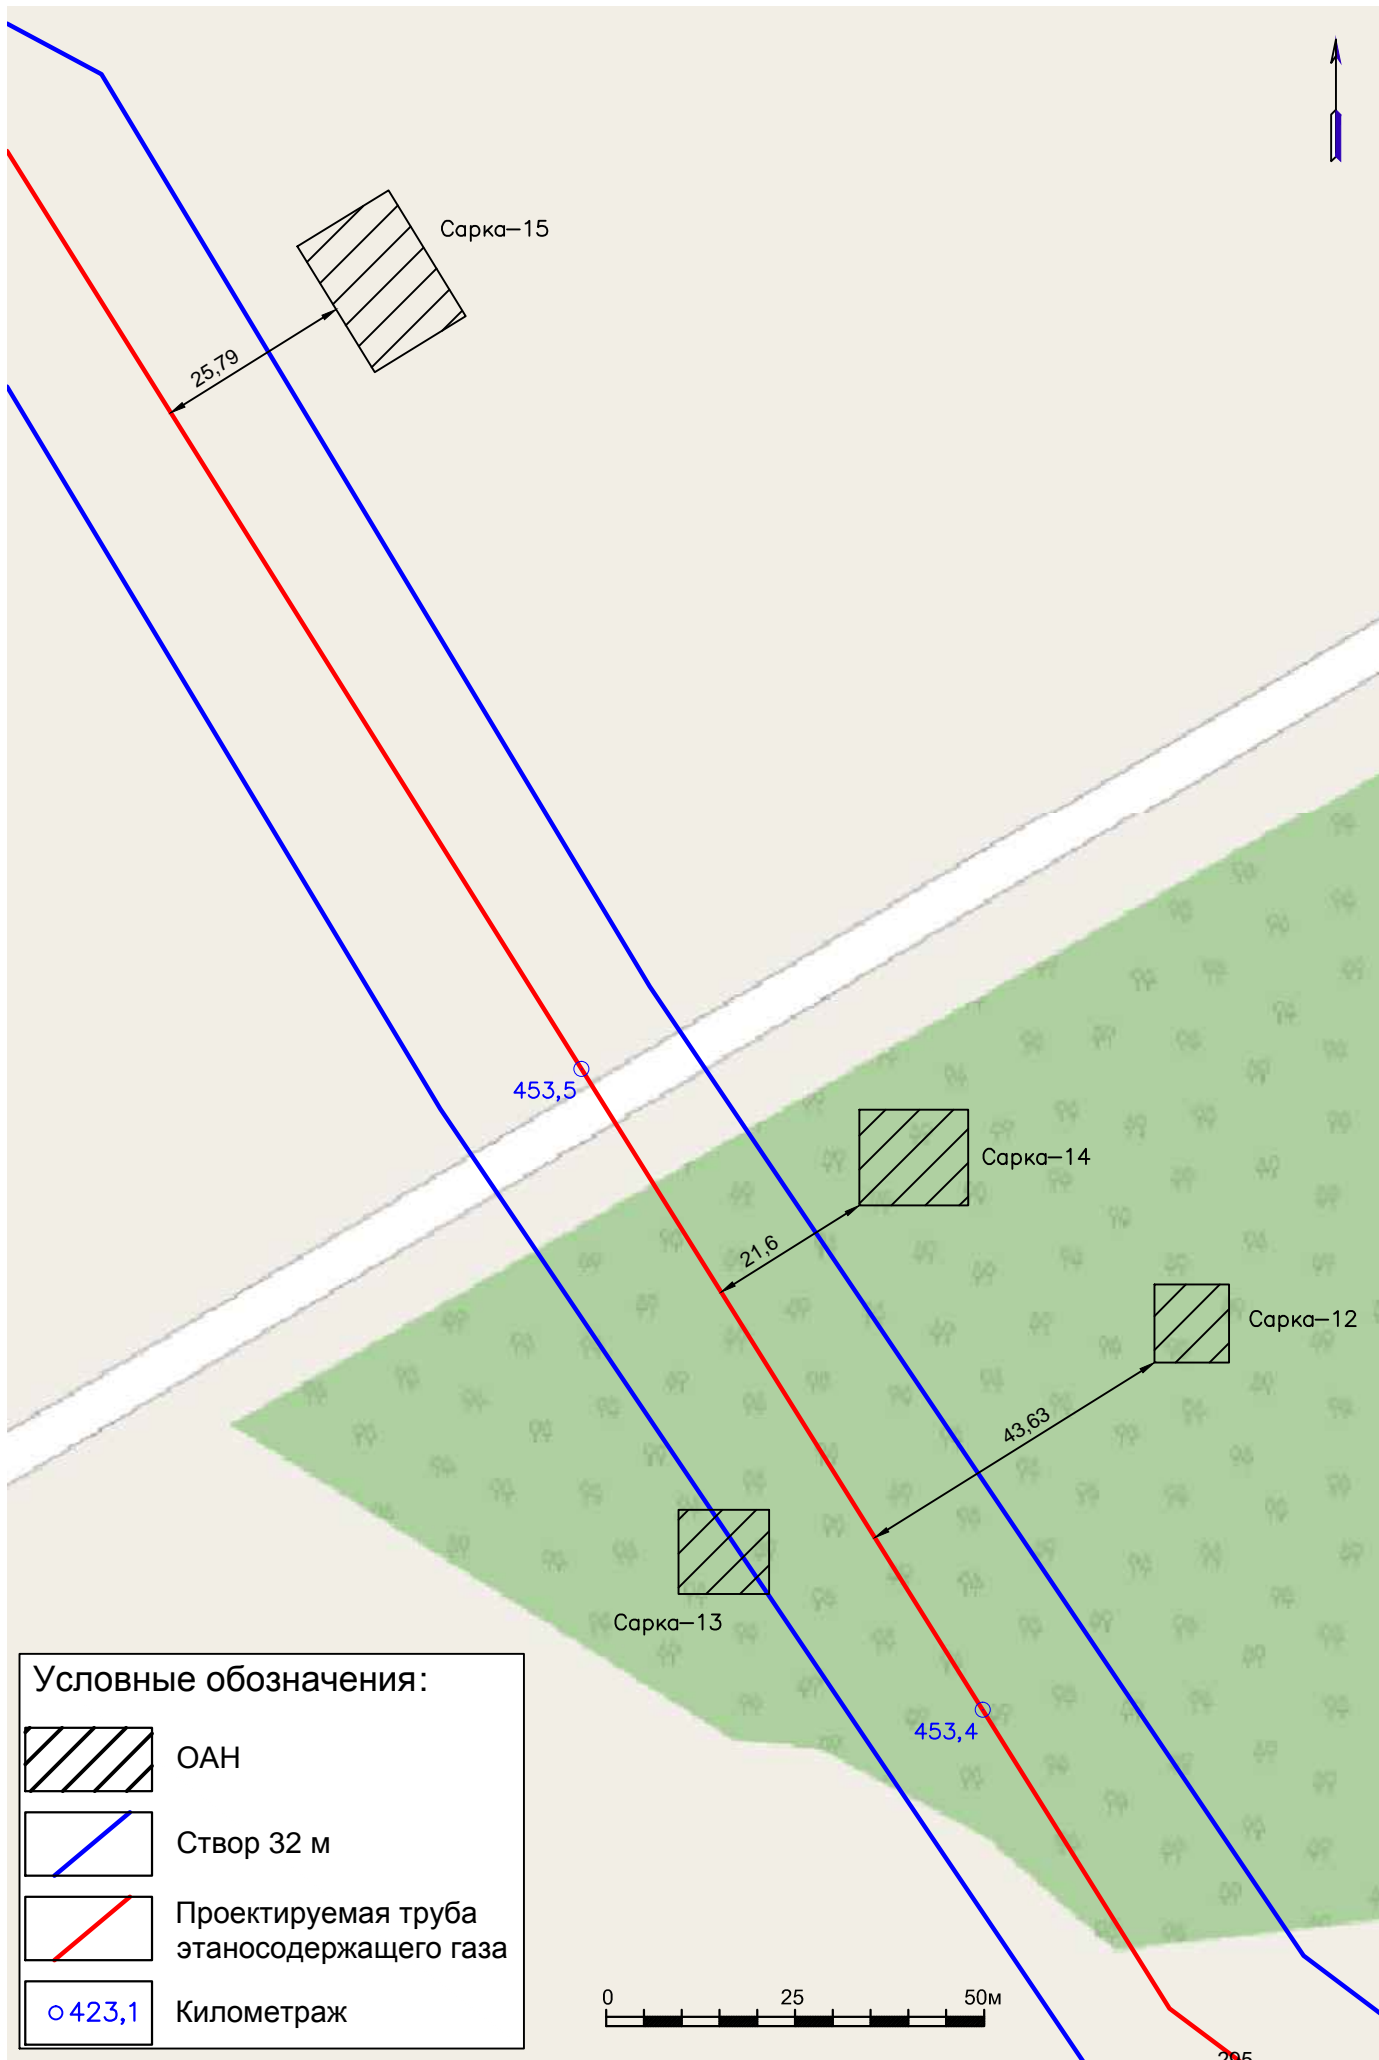 Сарка–15
25,79
453,5
Сарка–14
21,6
Сарка–12
43,63
Сарка–13
453,4
Условные обозначения:
ОАН
Створ 32 м
Проектируемая труба
этаносодержащего газа
423,1 Километраж
0 25 50м